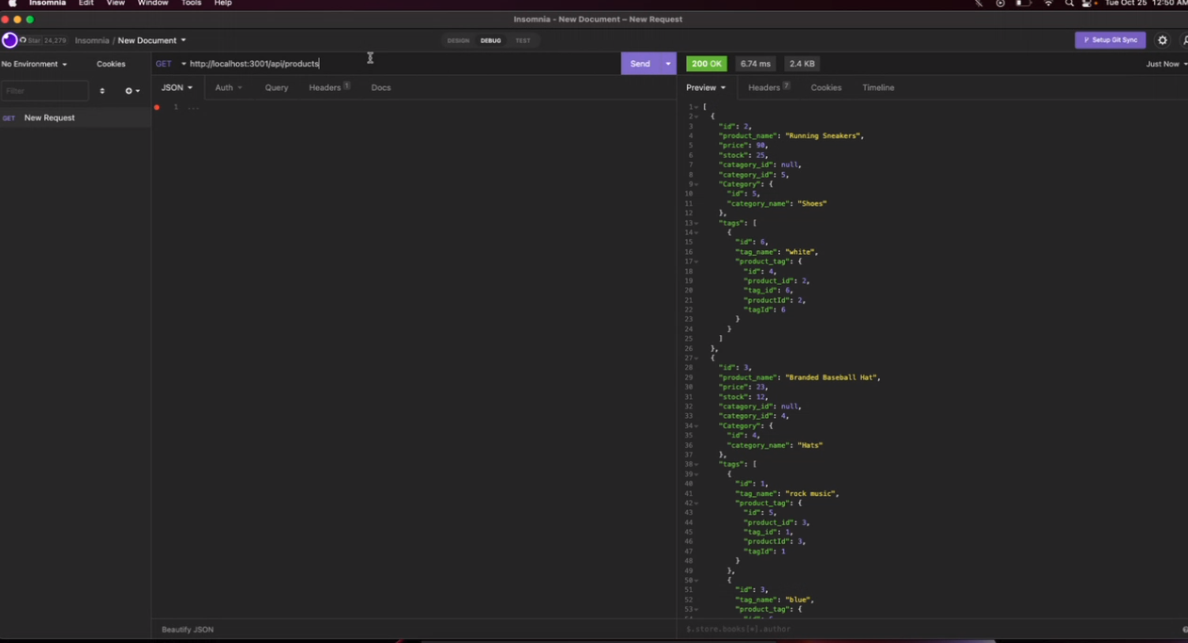 Insomnia Edit View Window Tools Help Tue Oct 25 12:50 AM
Insomnia - New Document – New Request
Star 24,279 Insomnia / New Document DESIGN DEBUG TEST Setup Git Sync
No Environment Cookies GET http://localhost:3001/api/products Send 200 OK 6.74 ms 2.4 KB Just Now
Filter JSON Auth Query Headers 1 Docs Preview Headers 7 Cookies Timeline
GET New Request
1 ...
1 [
2 {
3 "id": 2,
4 "product_name": "Running Sneakers",
5 "price": 90,
6 "stock": 25,
7 "catagory_id": null,
8 "category_id": 5,
9 "Category": {
10 "id": 5,
11 "category_name": "Shoes"
12 },
13 "tags": [
14 {
15 "id": 6,
16 "tag_name": "white",
17 "product_tag": {
18 "id": 4,
19 "product_id": 2,
20 "tag_id": 6,
21 "productId": 2,
22 "tagId": 6
23 }
24 }
25 ]
26 },
27 {
28 "id": 3,
29 "product_name": "Branded Baseball Hat",
30 "price": 23,
31 "stock": 12,
32 "catagory_id": null,
33 "category_id": 4,
34 "Category": {
35 "id": 4,
36 "category_name": "Hats"
37 },
38 "tags": [
39 {
40 "id": 1,
41 "tag_name": "rock music",
42 "product_tag": {
43 "id": 5,
44 "product_id": 3,
45 "tag_id": 1,
46 "productId": 3,
47 "tagId": 1
48 }
49 },
50 {
51 "id": 3,
52 "tag_name": "blue",
53 "product_tag": {
Beautify JSON $.store.books[*].author